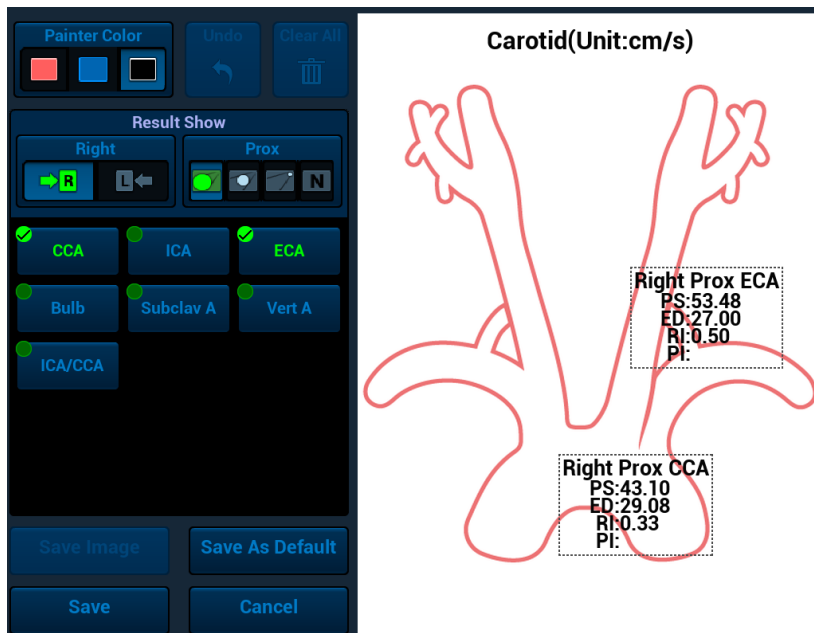 Painter Color
Undo
Clear All
Result Show
Right
Prox
R
L
N
CCA
ICA
ECA
Bulb
Subclav A
Vert A
ICA/CCA
Save Image
Save As Default
Save
Cancel
Carotid(Unit:cm/s)
Right Prox ECA
PS:53.48
ED:27.00
RI:0.50
PI:
Right Prox CCA
PS:43.10
ED:29.08
RI:0.33
PI: